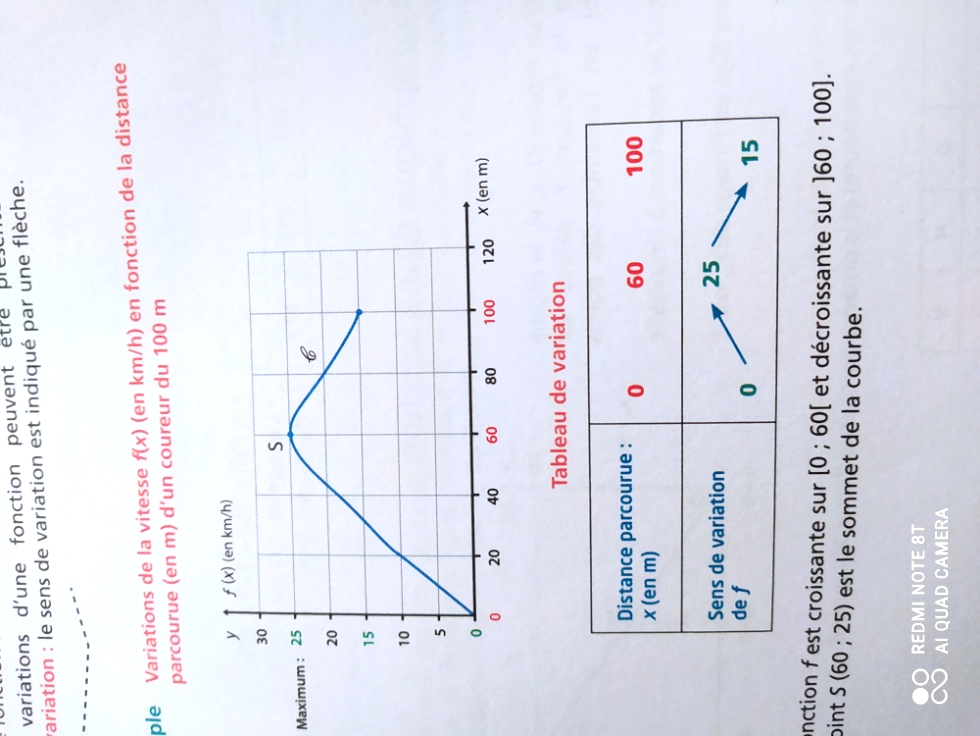 variations d'une fonction peuvent être
variation : le sens de variation est indiqué par une flèche.
Variations de la vitesse f(x) (en km/h) en fonction de la distance
parcourue (en m) d'un coureur du 100 m
y f (x) (en km/h)
30
Maximum : 25
20
15
10
5
0
S
𝒞
0 20 40 60 80 100 120
x (en m)
Tableau de variation
Distance parcourue :
x (en m)
0 60 100
Sens de variation
de f
0 25 15
f est croissante sur [0 ; 60[ et décroissante sur ]60 ; 100].
S (60 ; 25) est le sommet de la courbe.
REDMI NOTE 8T
AI QUAD CAMERA